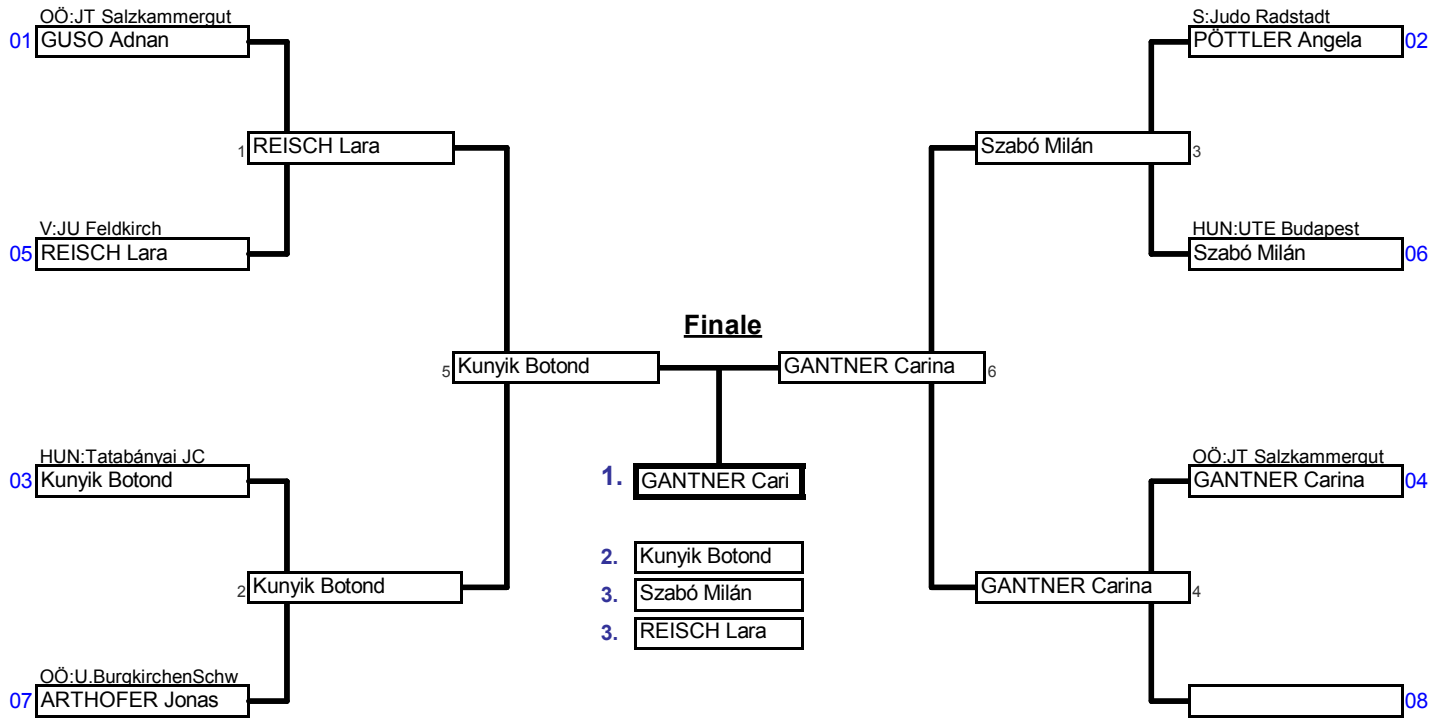 OÖ:JT Salzkammergut
01 GUSO Adnan
S:Judo Radstadt
PÖTTLER Angela 02
1 REISCH Lara
Szabó Milán 3
V:JU Feldkirch
05 REISCH Lara
HUN:UTE Budapest
Szabó Milán 06
Finale
5 Kunyik Botond
GANTNER Carina 6
HUN:Tatabányai JC
03 Kunyik Botond
1. GANTNER Cari
OÖ:JT Salzkammergut
GANTNER Carina 04
2. Kunyik Botond
3. Szabó Milán
3. REISCH Lara
2 Kunyik Botond
GANTNER Carina 4
OÖ:U.BurgkirchenSchw
07 ARTHOFER Jonas
08